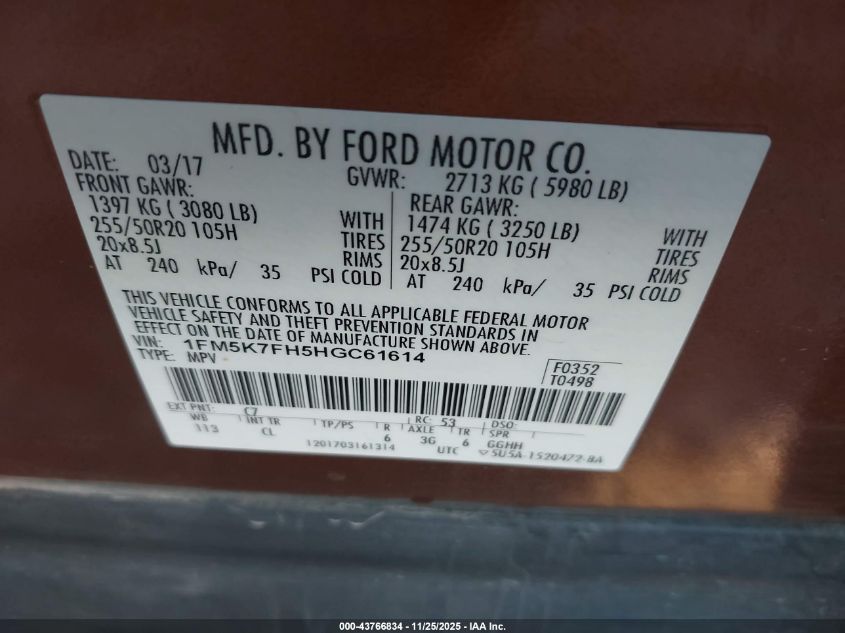 MFD. BY FORD MOTOR CO.
DATE: 03/17 GVWR: 2713 KG ( 5980 LB)
FRONT GAWR: REAR GAWR:
1397 KG ( 3080 LB) WITH 1474 KG ( 3250 LB) WITH
255/50R20 105H TIRES 255/50R20 105H TIRES
20x8.5J RIMS 20x8.5J RIMS
AT 240 kPa/ 35 PSI COLD AT 240 kPa/ 35 PSI COLD
THIS VEHICLE CONFORMS TO ALL APPLICABLE FEDERAL MOTOR
VEHICLE SAFETY AND THEFT PREVENTION STANDARDS IN
EFFECT ON THE DATE OF MANUFACTURE SHOWN ABOVE.
VIN: 1FM5K7FH5HGC61614
TYPE: MPV
F0352
T0498
EXT PNT: C7 RC: 53 DSO:
WB INT TR TP/PS R AXLE TR SPR
113 CL 6 3G 6 GGHH
1201703161314 UTC 5U5A-1520472-BA
000-43766834 - 11/25/2025 - IAA Inc.